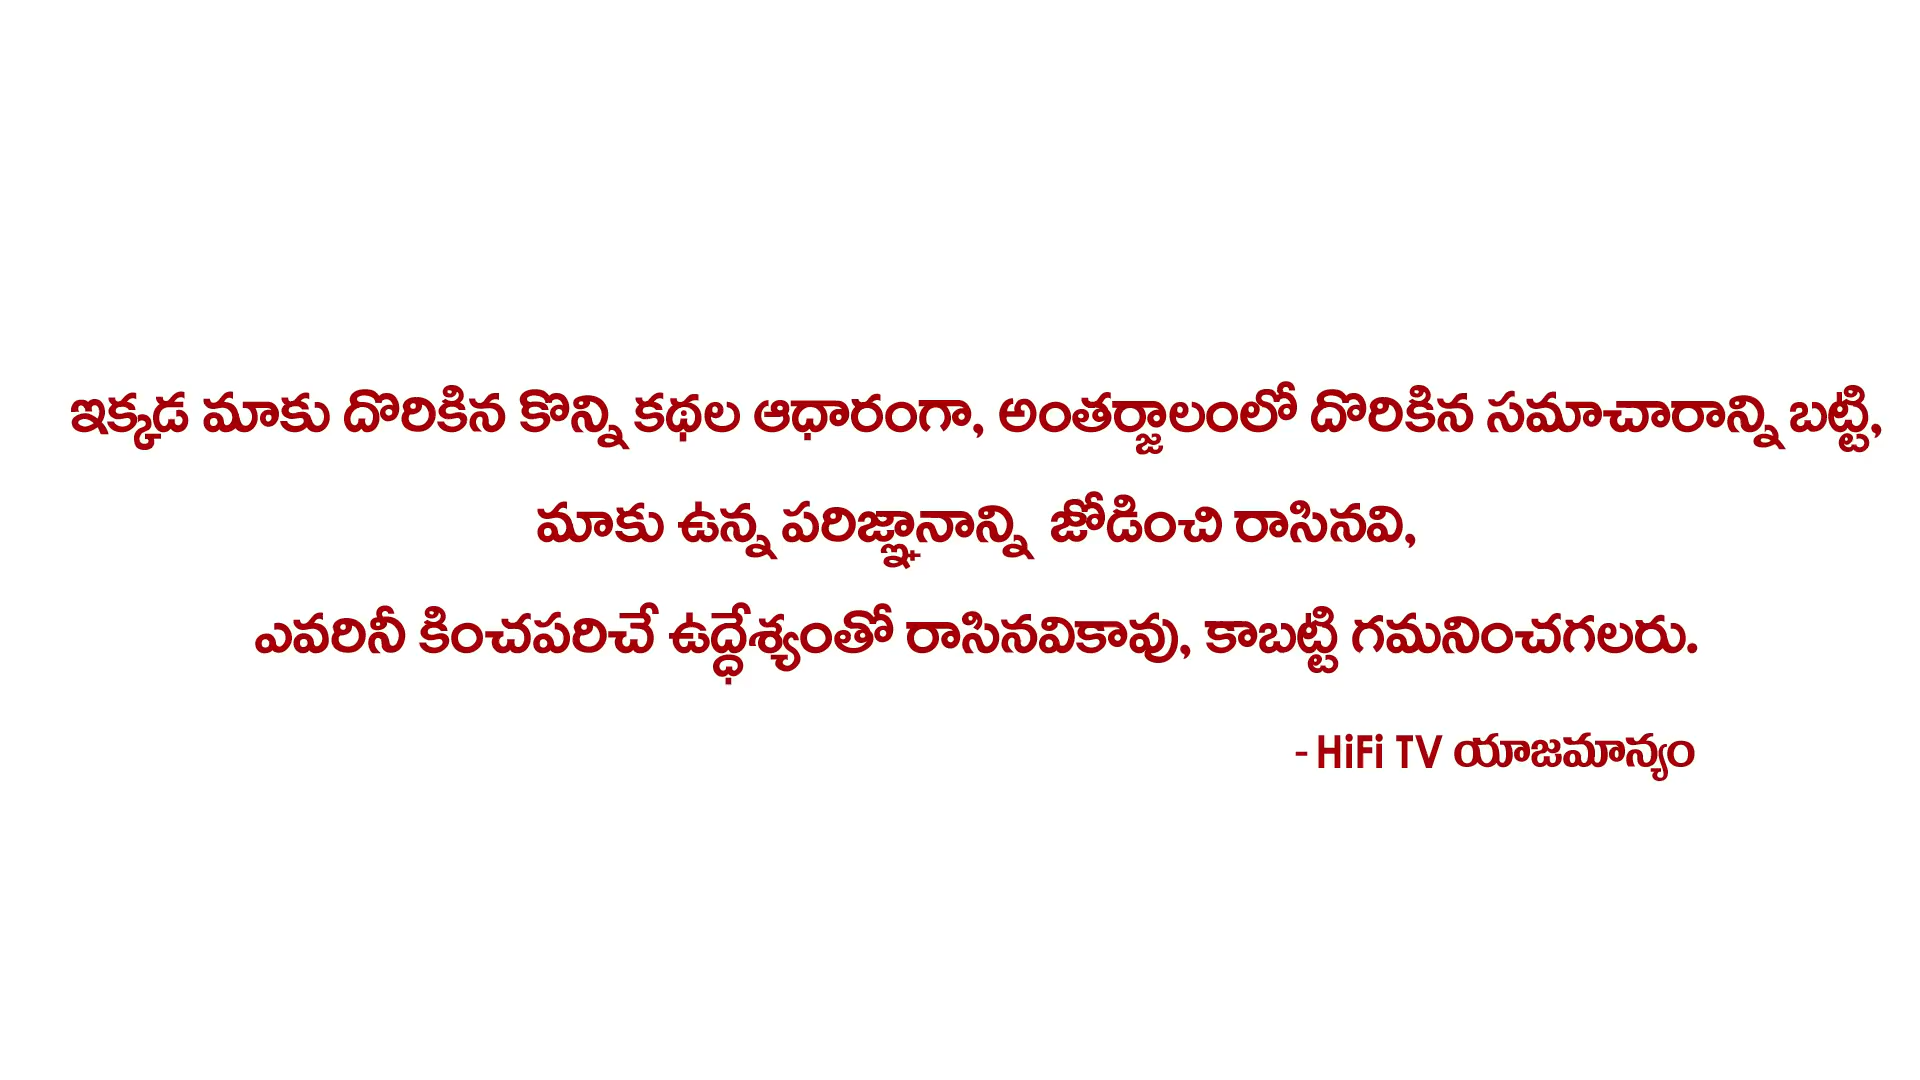 ఇక్కడ మాకు దొరికిన కొన్ని కథల ఆధారంగా, అంతర్జాలంలో దొరికిన సమాచారాన్ని బట్టి,
మాకు ఉన్న పరిజ్ఞానాన్ని జోడించి రాసినవి,
ఎవరినీ కించపరిచే ఉద్ధేశ్యంతో రాసినవికావు, కాబట్టి గమనించగలరు.
- HiFi TV యాజమాన్యం